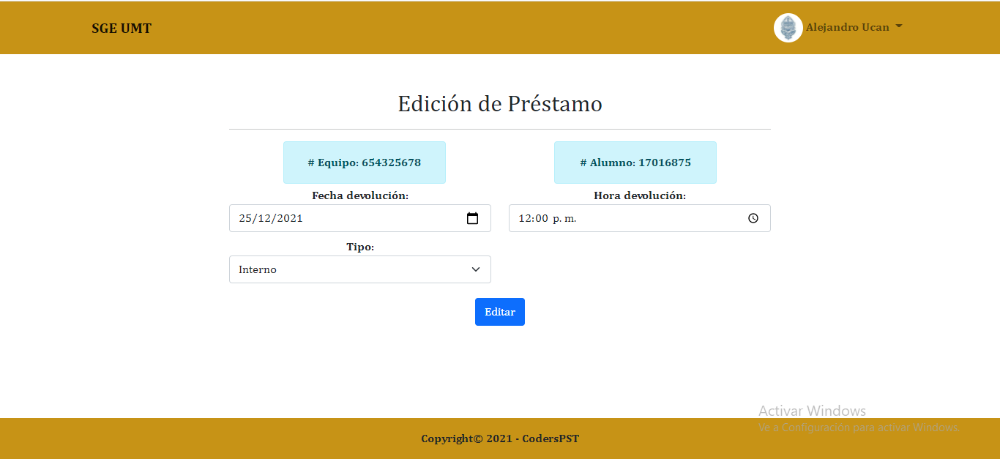 SGE UMT
Alejandro Ucan
Edición de Préstamo
# Equipo: 654325678
# Alumno: 17016875
Fecha devolución:
Hora devolución:
25/12/2021
12:00 p. m.
Tipo:
Interno
Editar
Activar Windows
Ve a Configuración para activar Windows.
Copyright© 2021 - CodersPST